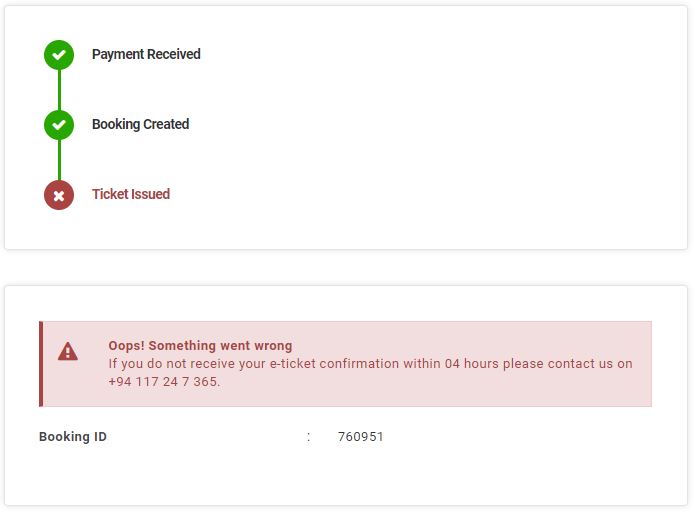 Payment Received
Booking Created
Ticket Issued
Oops! Something went wrong
If you do not receive your e-ticket confirmation within 04 hours please contact us on
+94 117 24 7 365.
Booking ID : 760951